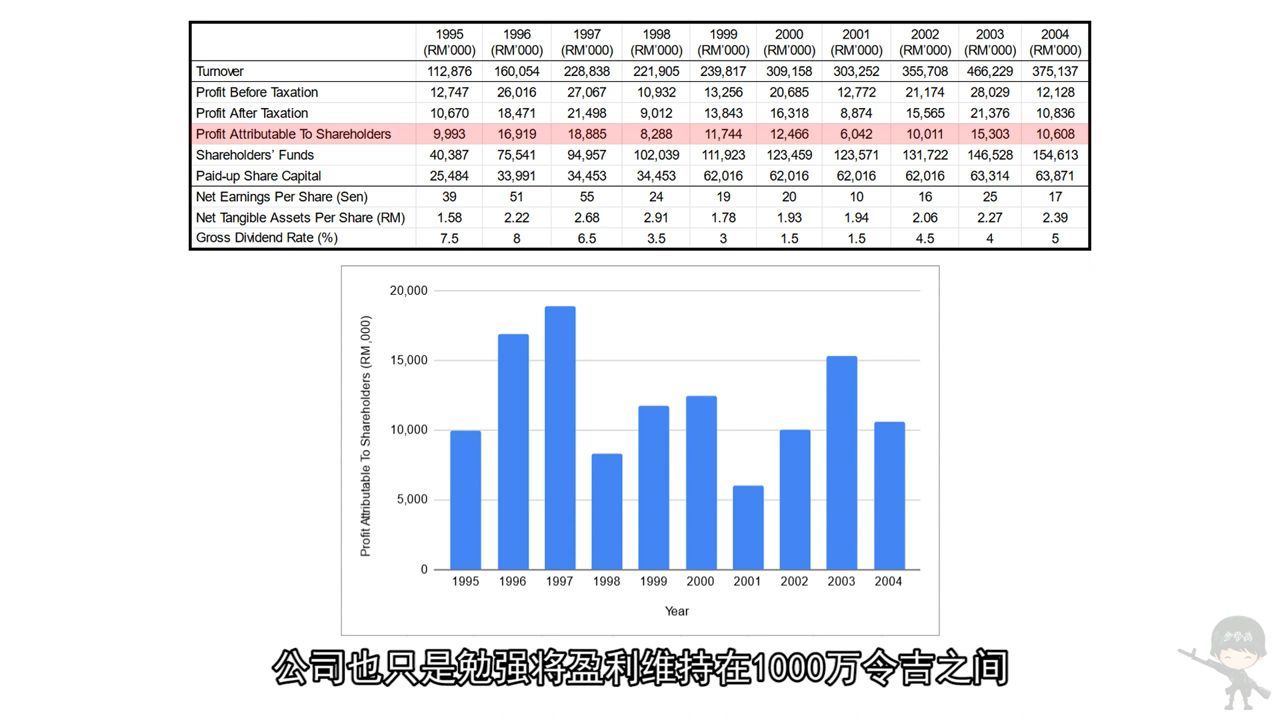 1995 1996 1997 1998 1999 2000 2001 2002 2003 2004
(RM'000) (RM'000) (RM'000) (RM'000) (RM'000) (RM'000) (RM'000) (RM'000) (RM'000) (RM'000)
Turnover 112,876 160,054 228,838 221,905 239,817 309,158 303,252 355,708 466,229 375,137
Profit Before Taxation 12,747 26,016 27,067 10,932 13,256 20,685 12,772 21,174 28,029 12,128
Profit After Taxation 10,670 18,471 21,498 9,012 13,843 16,318 8,874 15,565 21,376 10,836
Profit Attributable To Shareholders 9,993 16,919 18,885 8,288 11,744 12,466 6,042 10,011 15,303 10,608
Shareholders' Funds 40,387 75,541 94,957 102,039 111,923 123,459 123,571 131,722 146,528 154,613
Paid-up Share Capital 25,484 33,991 34,453 34,453 62,016 62,016 62,016 62,016 63,314 63,871
Net Earnings Per Share (Sen) 39 51 55 24 19 20 10 16 25 17
Net Tangible Assets Per Share (RM) 1.58 2.22 2.68 2.91 1.78 1.93 1.94 2.06 2.27 2.39
Gross Dividend Rate (%) 7.5 8 6.5 3.5 3 1.5 1.5 4.5 4 5
Profit Attributable To Shareholders (RM,000)
20,000
15,000
10,000
5,000
0
1995 1996 1997 1998 1999 2000 2001 2002 2003 2004
Year
公司也只是勉强将盈利维持在1000万令吉之间